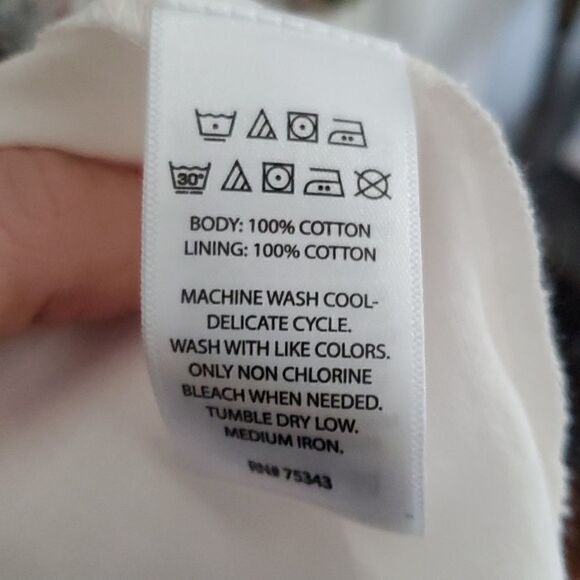 30°
BODY: 100% COTTON
LINING: 100% COTTON
MACHINE WASH COOL-
DELICATE CYCLE.
WASH WITH LIKE COLORS.
ONLY NON CHLORINE
BLEACH WHEN NEEDED.
TUMBLE DRY LOW.
MEDIUM IRON.
RN# 75343